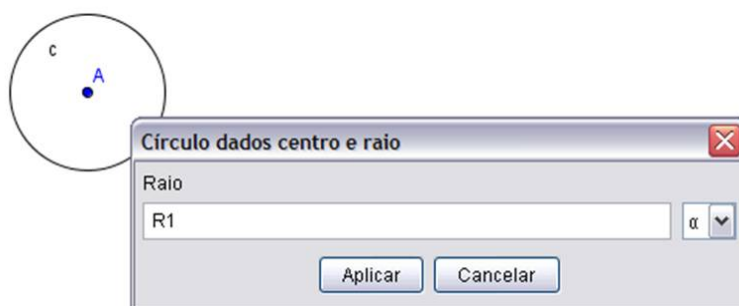 c
A
Círculo dados centro e raio
Raio
R1
α
Aplicar Cancelar